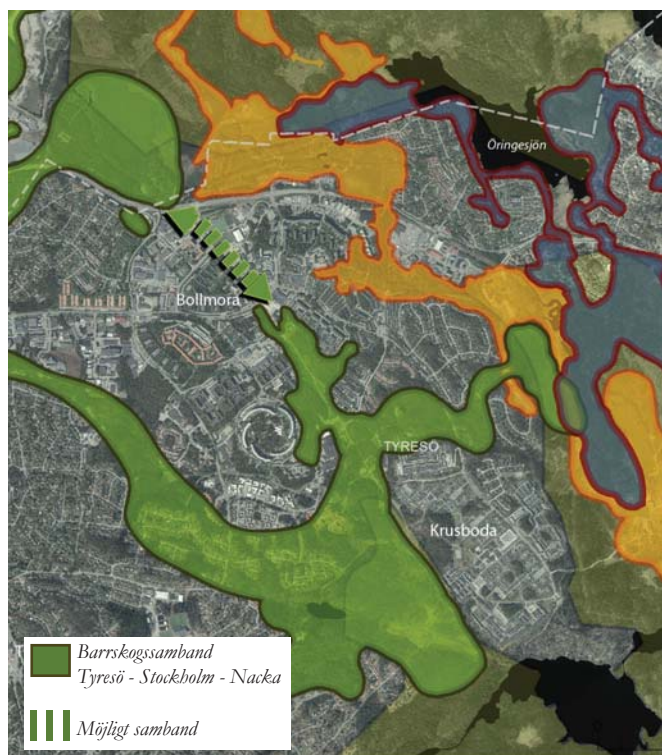 Öringesjön
Bollmora
TYRESÖ
Krusboda
Barrskogssamband
Tyresö - Stockholm - Nacka
Möjligt samband